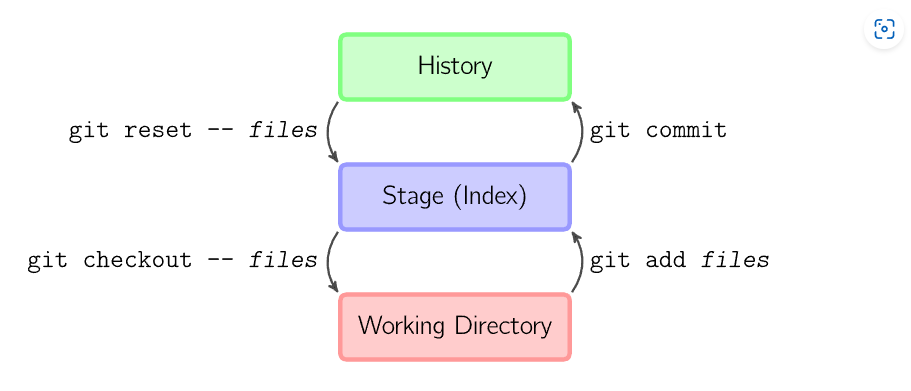 History
git reset -- files
git commit
Stage (Index)
git checkout -- files
git add files
Working Directory